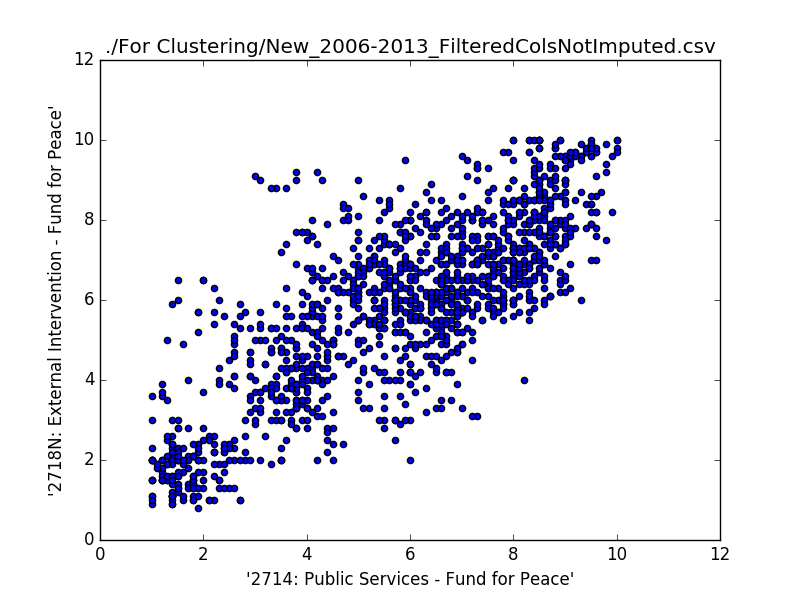 ./For Clustering/New_2006-2013_FilteredColsNotImputed.csv
12
10
8
6
4
2
0
'2718N: External Intervention - Fund for Peace'
0 2 4 6 8 10 12
'2714: Public Services - Fund for Peace'